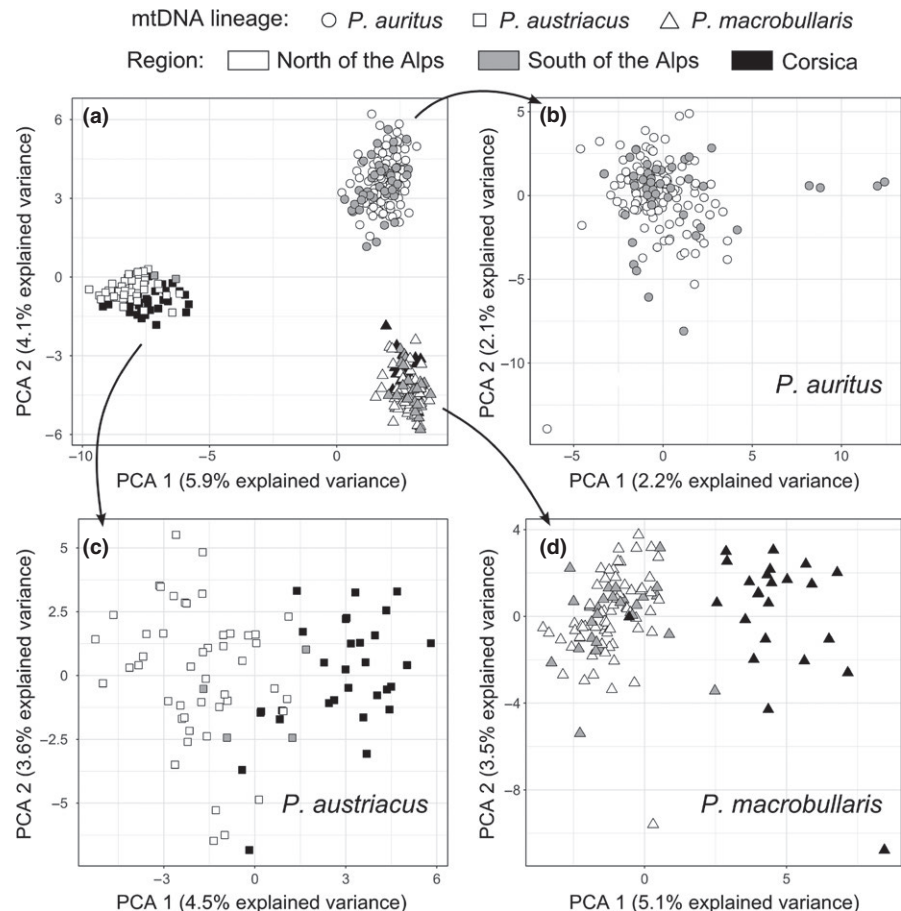 mtDNA lineage: P. auritus P. austriacus P. macrobullaris
Region: North of the Alps South of the Alps Corsica
(a)
6
3
0
−3
−6
−10
−5
0
PCA 2 (4.1% explained variance)
PCA 1 (5.9% explained variance)
(b)
5
0
−5
−10
−5
0
5
10
PCA 2 (2.1% explained variance)
PCA 1 (2.2% explained variance)
P. auritus
(c)
5
2.5
0
−2.5
−5
−3
0
3
6
PCA 2 (3.6% explained variance)
PCA 1 (4.5% explained variance)
P. austriacus
(d)
4
0
−4
−8
0
5
PCA 2 (3.5% explained variance)
PCA 1 (5.1% explained variance)
P. macrobullaris